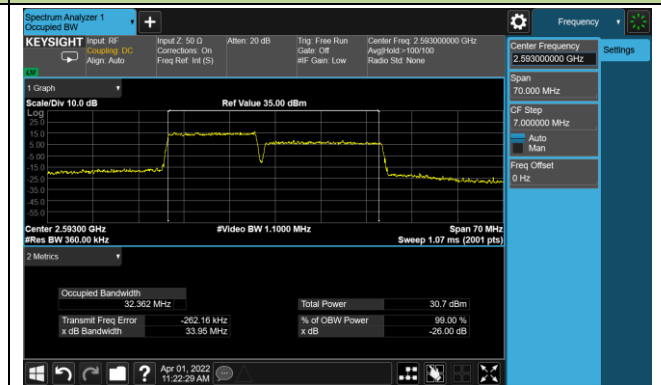 Spectrum Analyzer 1
Occupied BW
+
Frequency
KEYSIGHT
Input: RF
Coupling: DC
Align: Auto
Input Z: 50 Ω
Corrections: On
Freq Ref: Int (S)
Atten: 20 dB
Trig: Free Run
Gate: Off
#IF Gain: Low
Center Freq: 2.593000000 GHz
Avg|Hold:>100/100
Radio Std: None
Center Frequency
2.593000000 GHz
Settings
Span
70.000 MHz
CF Step
7.000000 MHz
Auto
Man
Freq Offset
0 Hz
1 Graph
Scale/Div 10.0 dB
Ref Value 35.00 dBm
Log
25.0
15.0
5.00
-5.00
-15.0
-25.0
-35.0
-45.0
-55.0
Center 2.59300 GHz
#Video BW 1.1000 MHz
Span 70 MHz
#Res BW 360.00 kHz
Sweep 1.07 ms (2001 pts)
2 Metrics
Occupied Bandwidth
32.362 MHz
Total Power
30.7 dBm
Transmit Freq Error
-262.16 kHz
% of OBW Power
99.00 %
x dB Bandwidth
33.95 MHz
x dB
-26.00 dB
?
Apr 01, 2022
11:22:29 AM